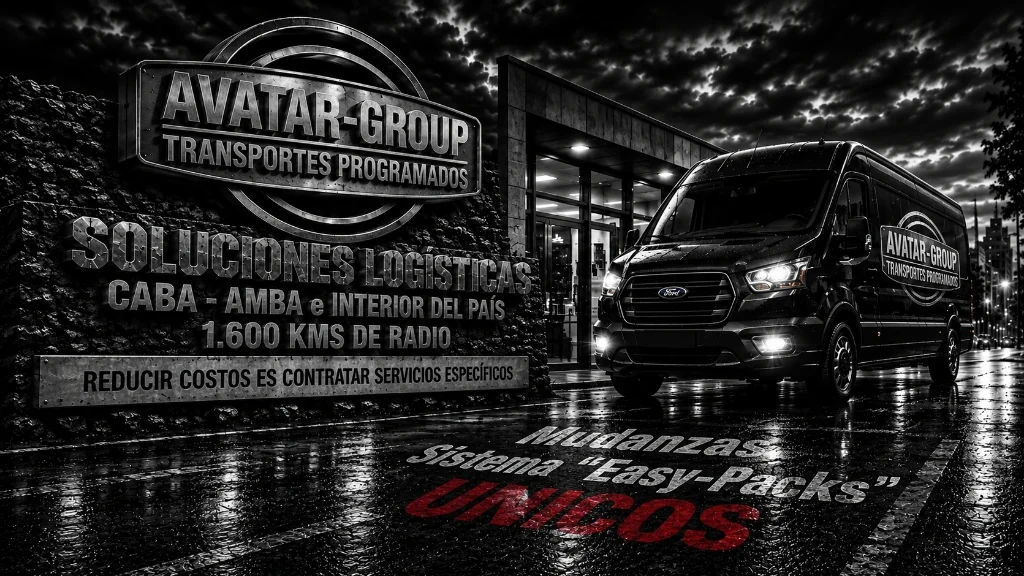 AVATAR-GROUP
TRANSPORTES PROGRAMADOS
SOLUCIONES LOGÍSTICAS
CABA - AMBA e INTERIOR DEL PAÍS
1.600 KMS DE RADIO
REDUCIR COSTOS ES CONTRATAR SERVICIOS ESPECÍFICOS
Ford
AVATAR-GROUP
TRANSPORTES PROGRAMADOS
Mudanzas
Sistema "Easy-Packs"
UNICOS